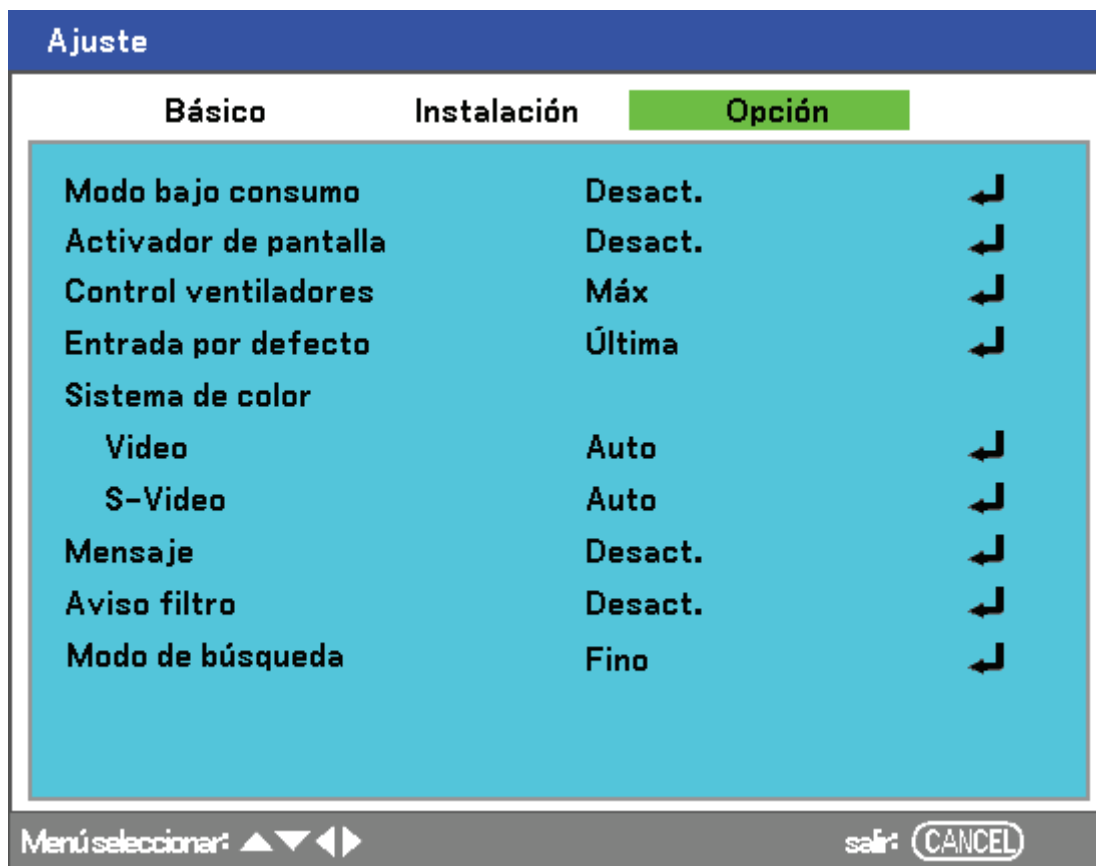 Ajuste
Básico Instalación Opción
Modo bajo consumo Desact.
Activador de pantalla Desact.
Control ventiladores Máx
Entrada por defecto Última
Sistema de color
Video Auto
S-Video Auto
Mensaje Desact.
Aviso filtro Desact.
Modo de búsqueda Fino
Menú seleccionar: salir: CANCEL